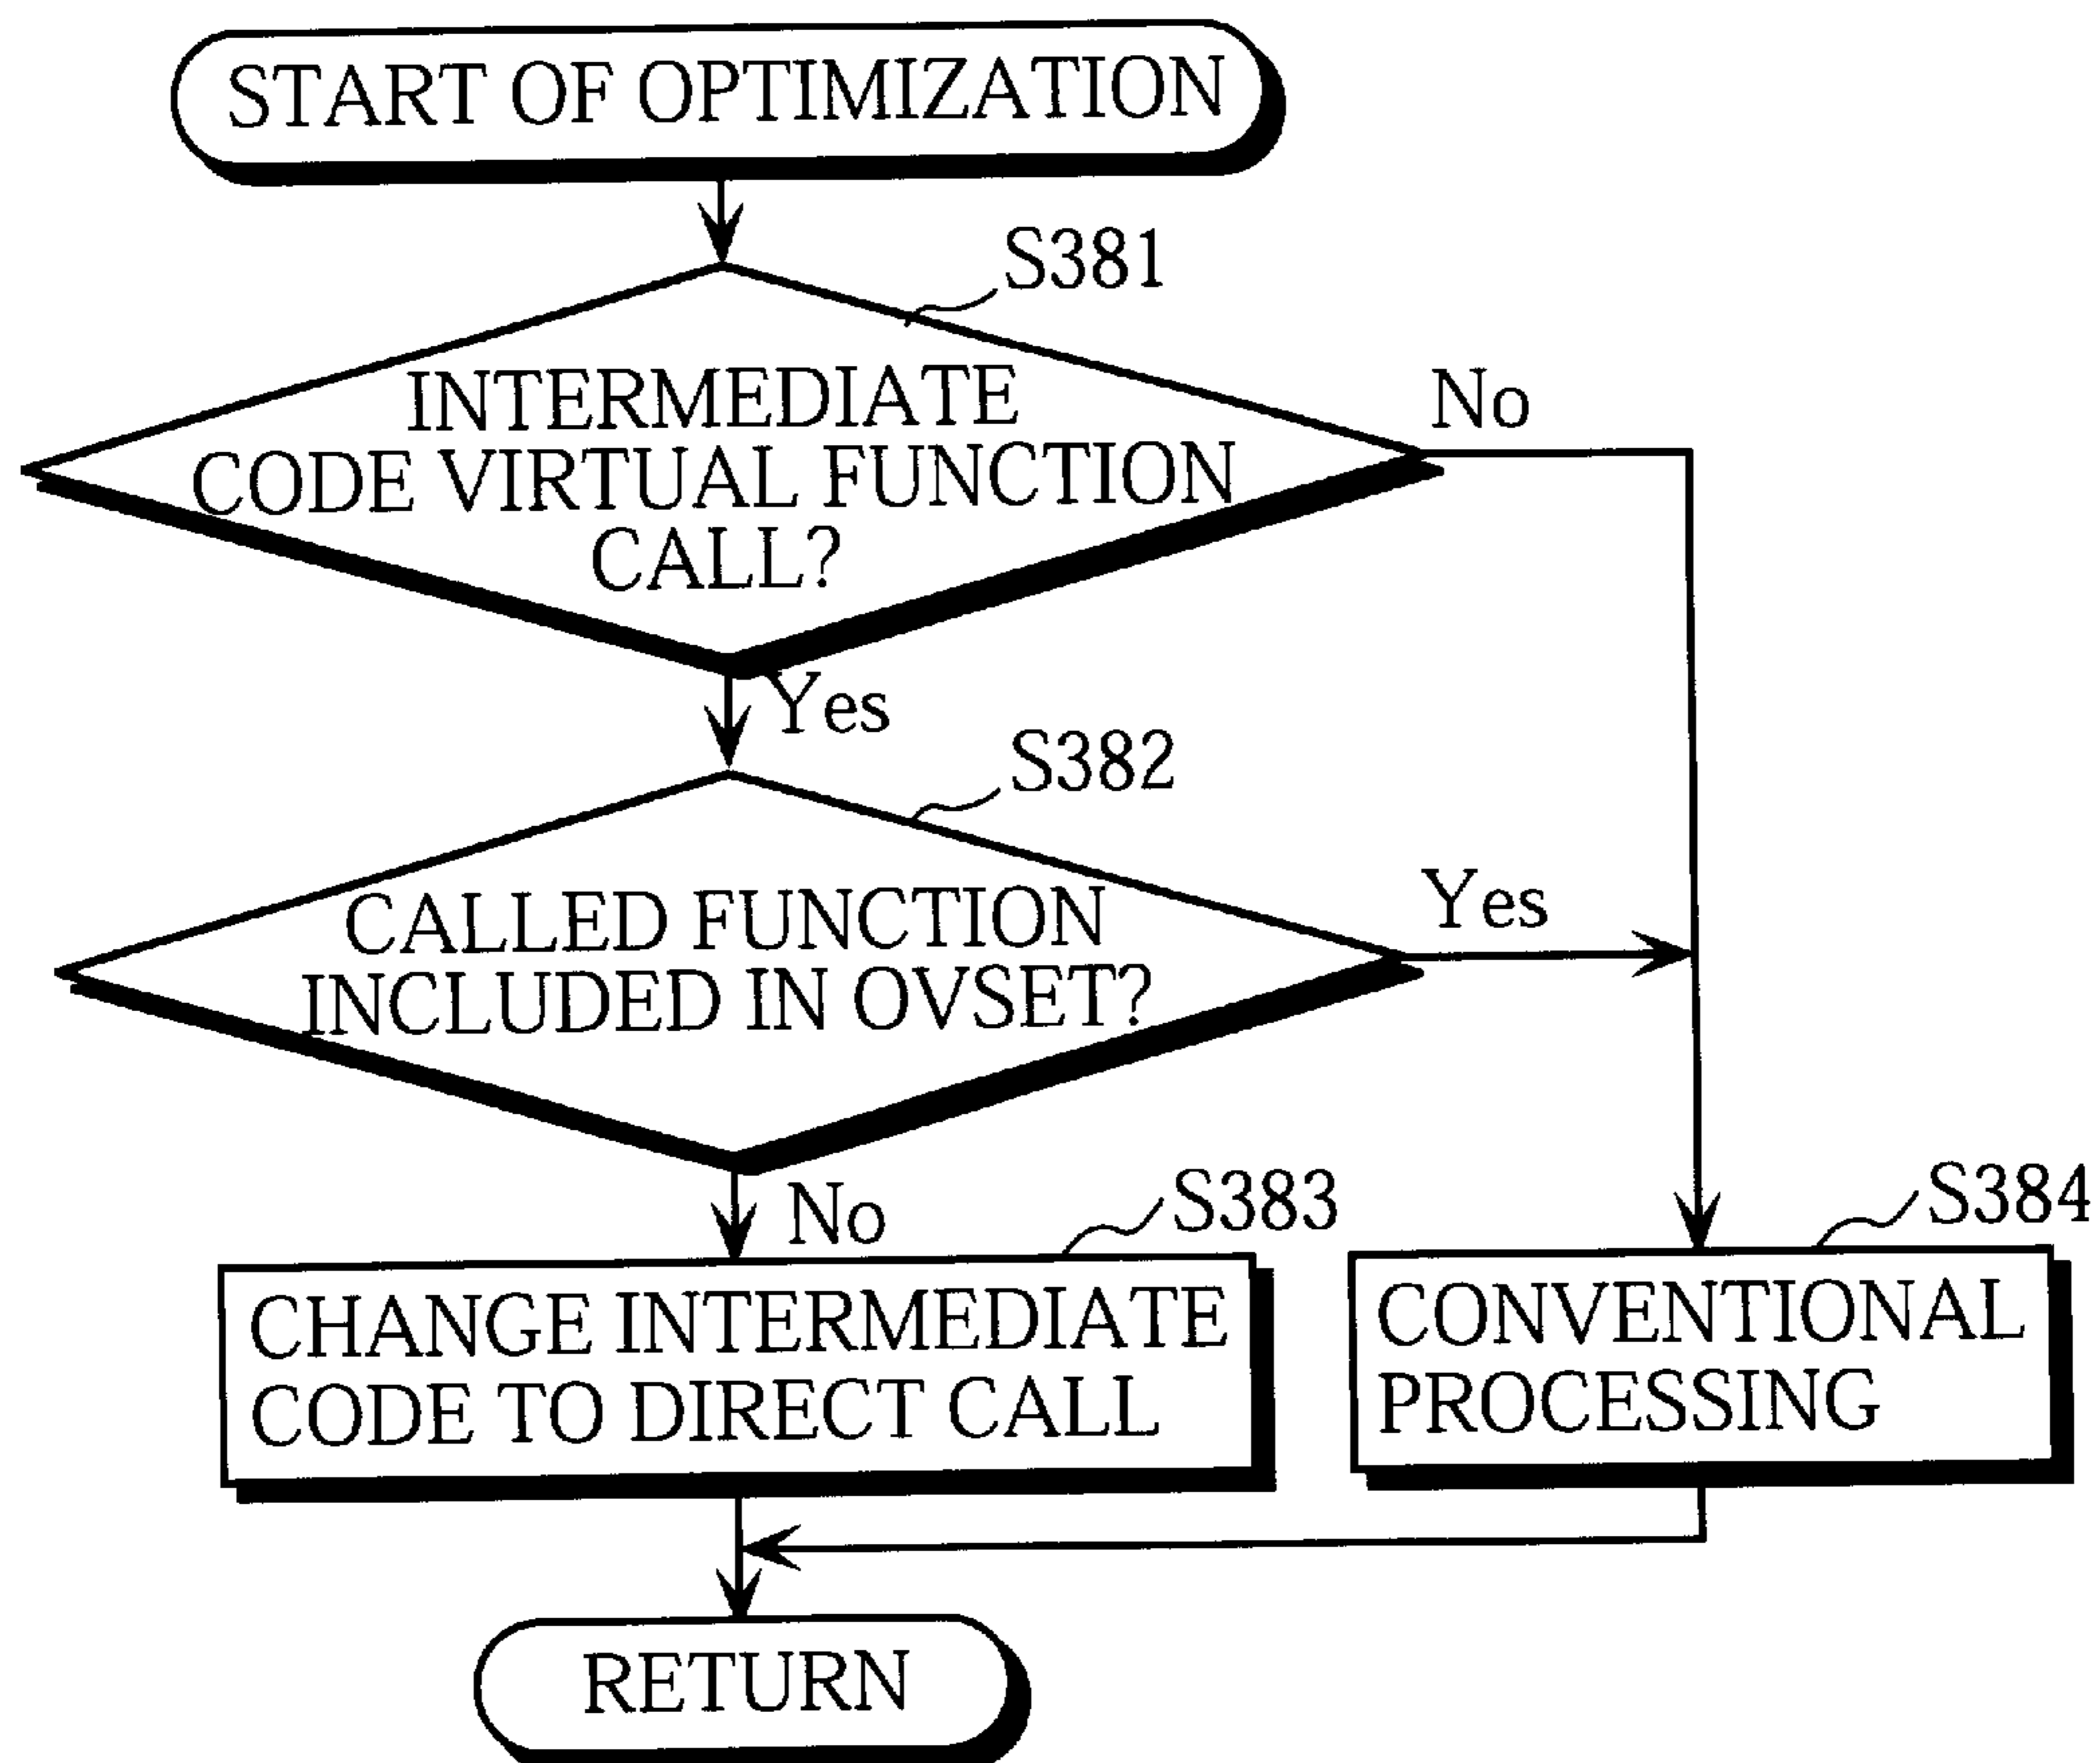 START OF OPTIMIZATION
S381
INTERMEDIATE
CODE VIRTUAL FUNCTION
CALL?
No
Yes
S382
CALLED FUNCTION
INCLUDED IN OVSET?
Yes
No
S383
S384
CHANGE INTERMEDIATE
CODE TO DIRECT CALL
CONVENTIONAL
PROCESSING
RETURN